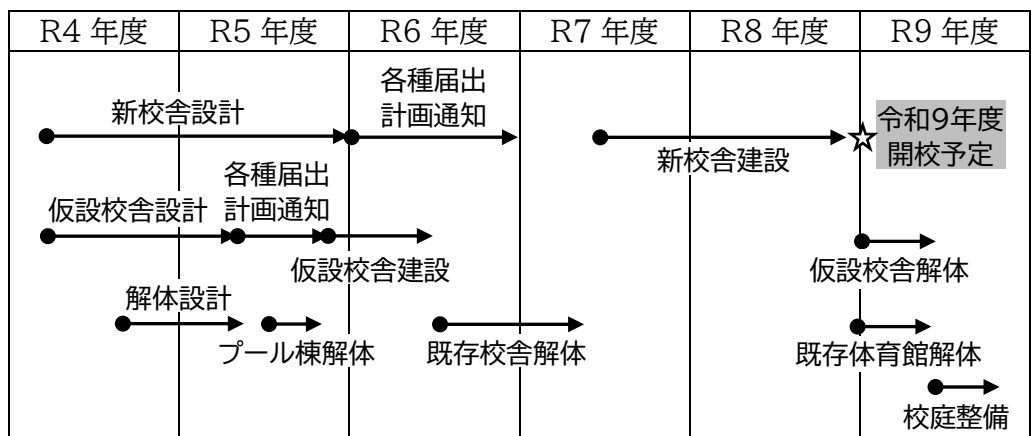 R4 年度
R5 年度
R6 年度
R7 年度
R8 年度
R9 年度
新校舎設計
各種届出
計画通知
新校舎建設
☆
令和9年度
開校予定
仮設校舎設計
各種届出
計画通知
仮設校舎建設
仮設校舎解体
解体設計
プール棟解体
既存校舎解体
既存体育館解体
校庭整備